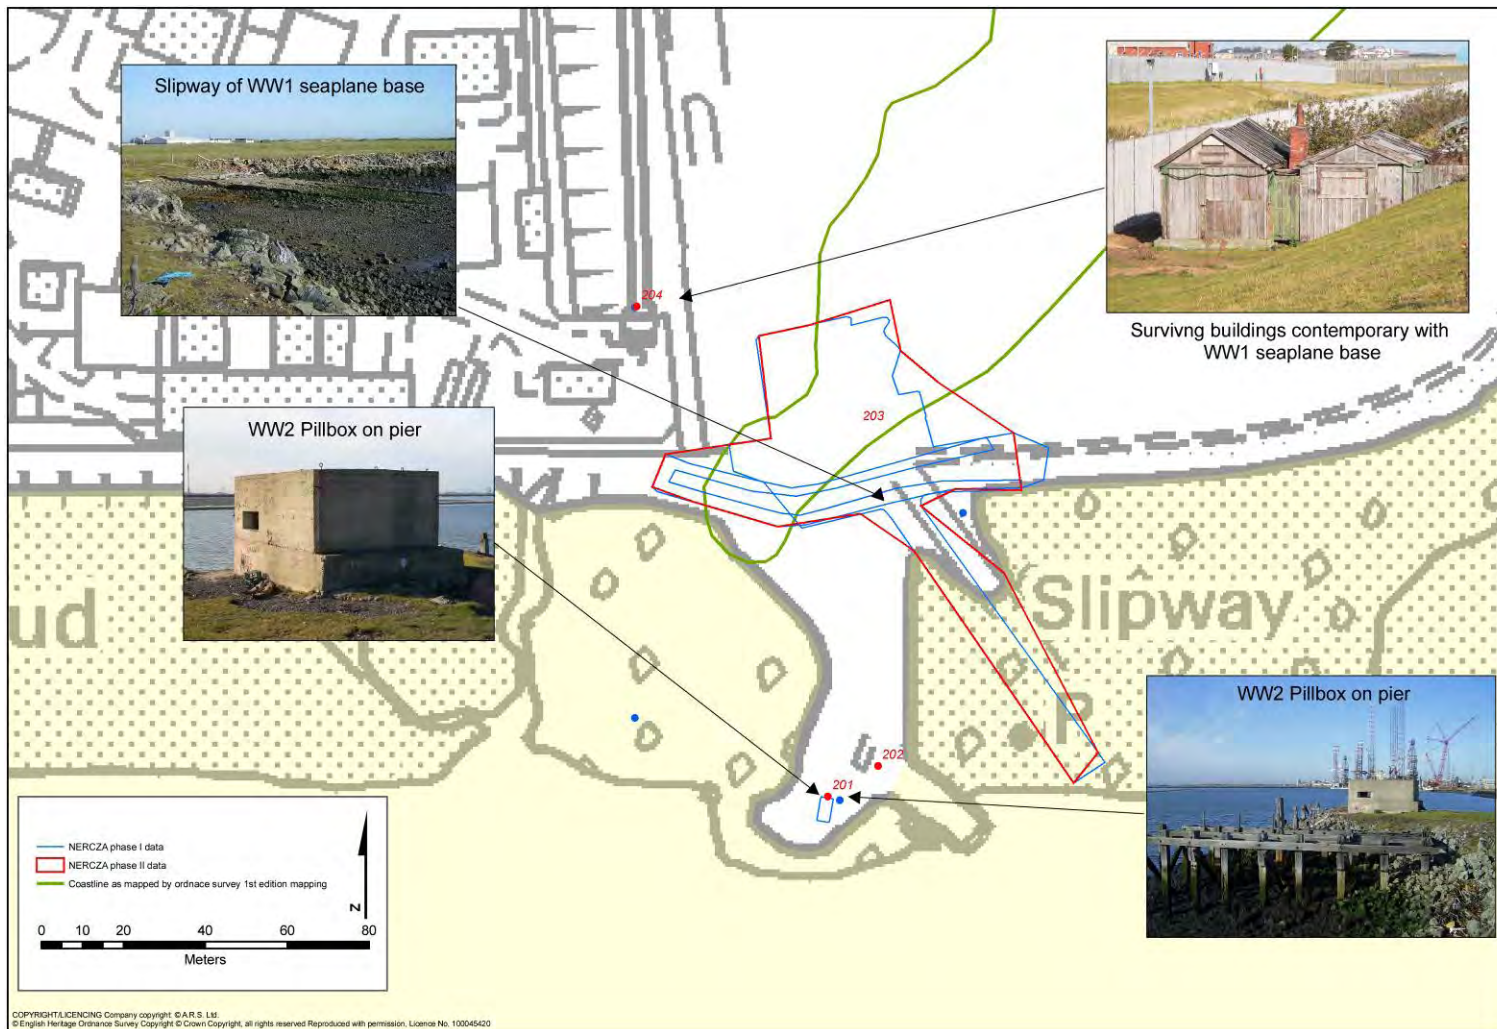 Slipway of WW1 seaplane base
Survivng buildings contemporary with
WW1 seaplane base
204
203
WW2 Pillbox on pier
ud
Slipway
P
202
201
WW2 Pillbox on pier
NERCZA phase I data
NERCZA phase II data
Coastline as mapped by ordnace survey 1st edition mapping
N
0 10 20 40 60 80
Meters
COPYRIGHT/LICENCING Company copyright: © A.R.S. Ltd.
© English Heritage Ordnance Survey Copyright © Crown Copyright, all rights reserved Reproduced with permission, Licence No. 100045420